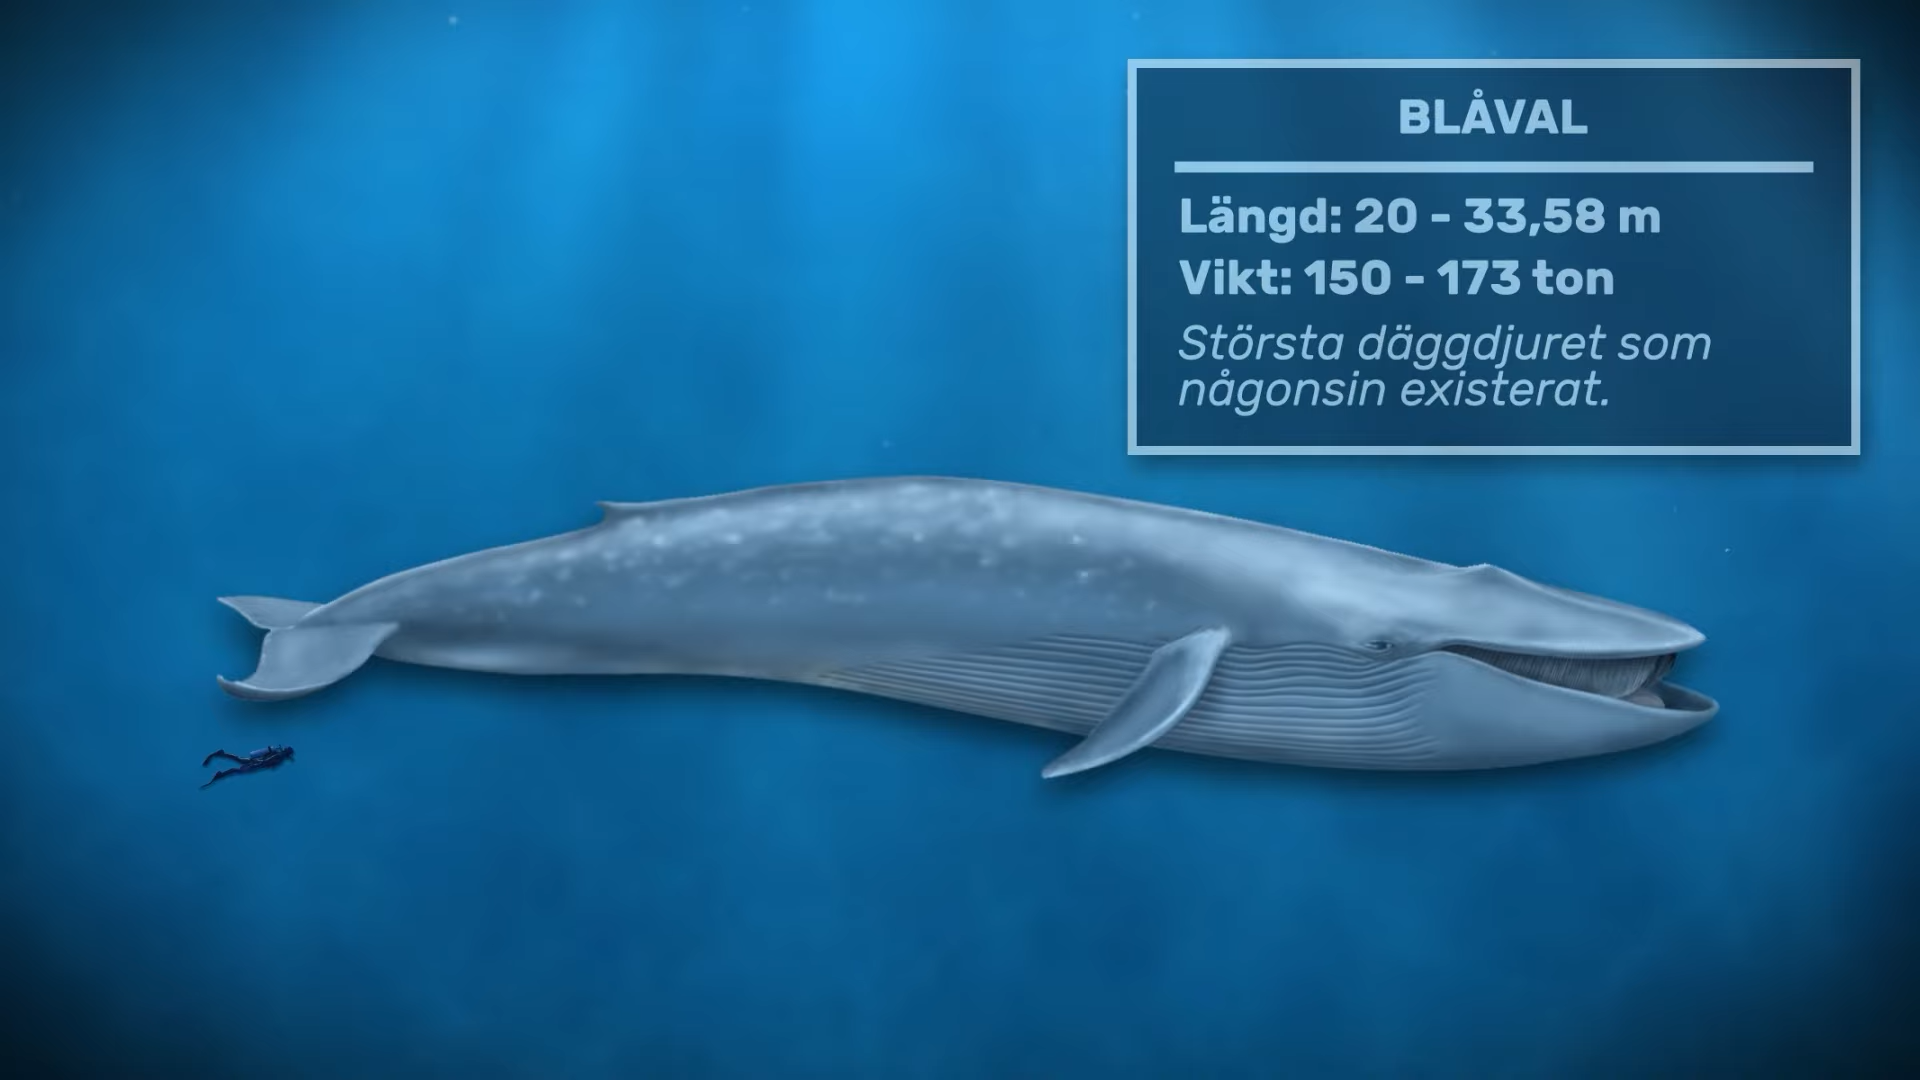 BLÅVAL
Längd: 20 - 33,58 m
Vikt: 150 - 173 ton
Största däggdjuret som
någonsin existerat.